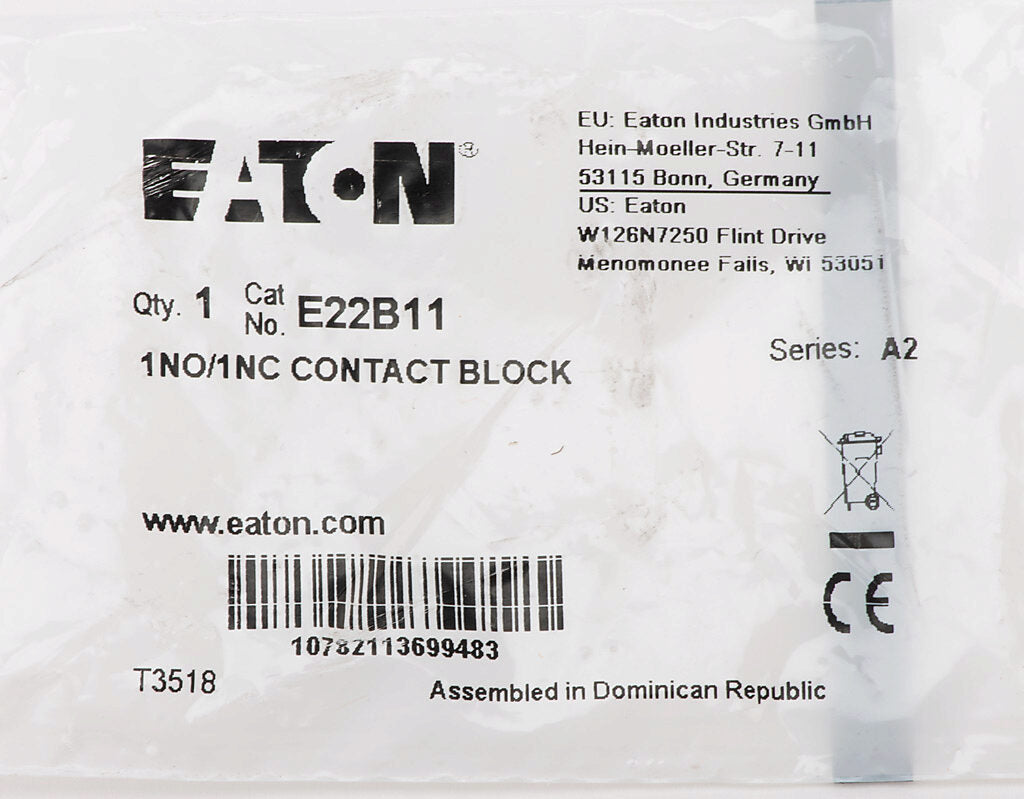 EATON®
EU: Eaton Industries GmbH
Hein-Moeller-Str. 7-11
53115 Bonn, Germany
US: Eaton
W126N7250 Flint Drive
Menomonee Falls, WI 53051
Qty. 1 Cat No. E22B11
1NO/1NC CONTACT BLOCK
Series: A2
www.eaton.com
CE
10782113699483
T3518
Assembled in Dominican Republic